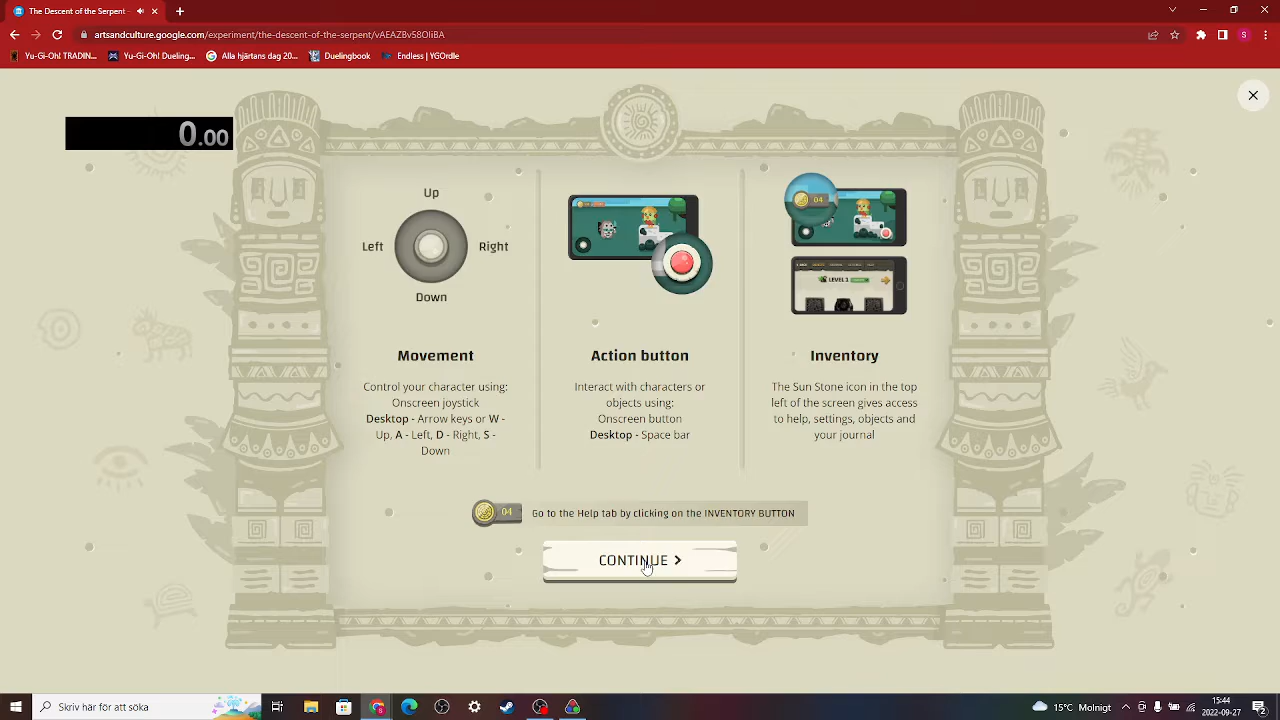 The Descent of the Serpent –
artsandculture.google.com/experiment/the-descent-of-the-serpent/vAEAZBvS8OIiBA
Yu-Gi-Oh! TRADIN...
Yu-Gi-Oh! Dueling...
Alla hjärtans dag 20...
Duelingbook
Endless | YGOrdle
0.00
Up
Left
Right
Down
04
Movement
Control your character using:
Onscreen joystick
Desktop - Arrow keys or W -
Up, A - Left, D - Right, S -
Down
Action button
Interact with characters or
objects using:
Onscreen button
Desktop - Space bar
LEVEL 1
Inventory
The Sun Stone icon in the top
left of the screen gives access
to help, settings, objects and
your journal
04 Go to the Help tab by clicking on the INVENTORY BUTTON
CONTINUE >
Skriv här för att söka
15°C Molnigt
15:44
2022-09-27